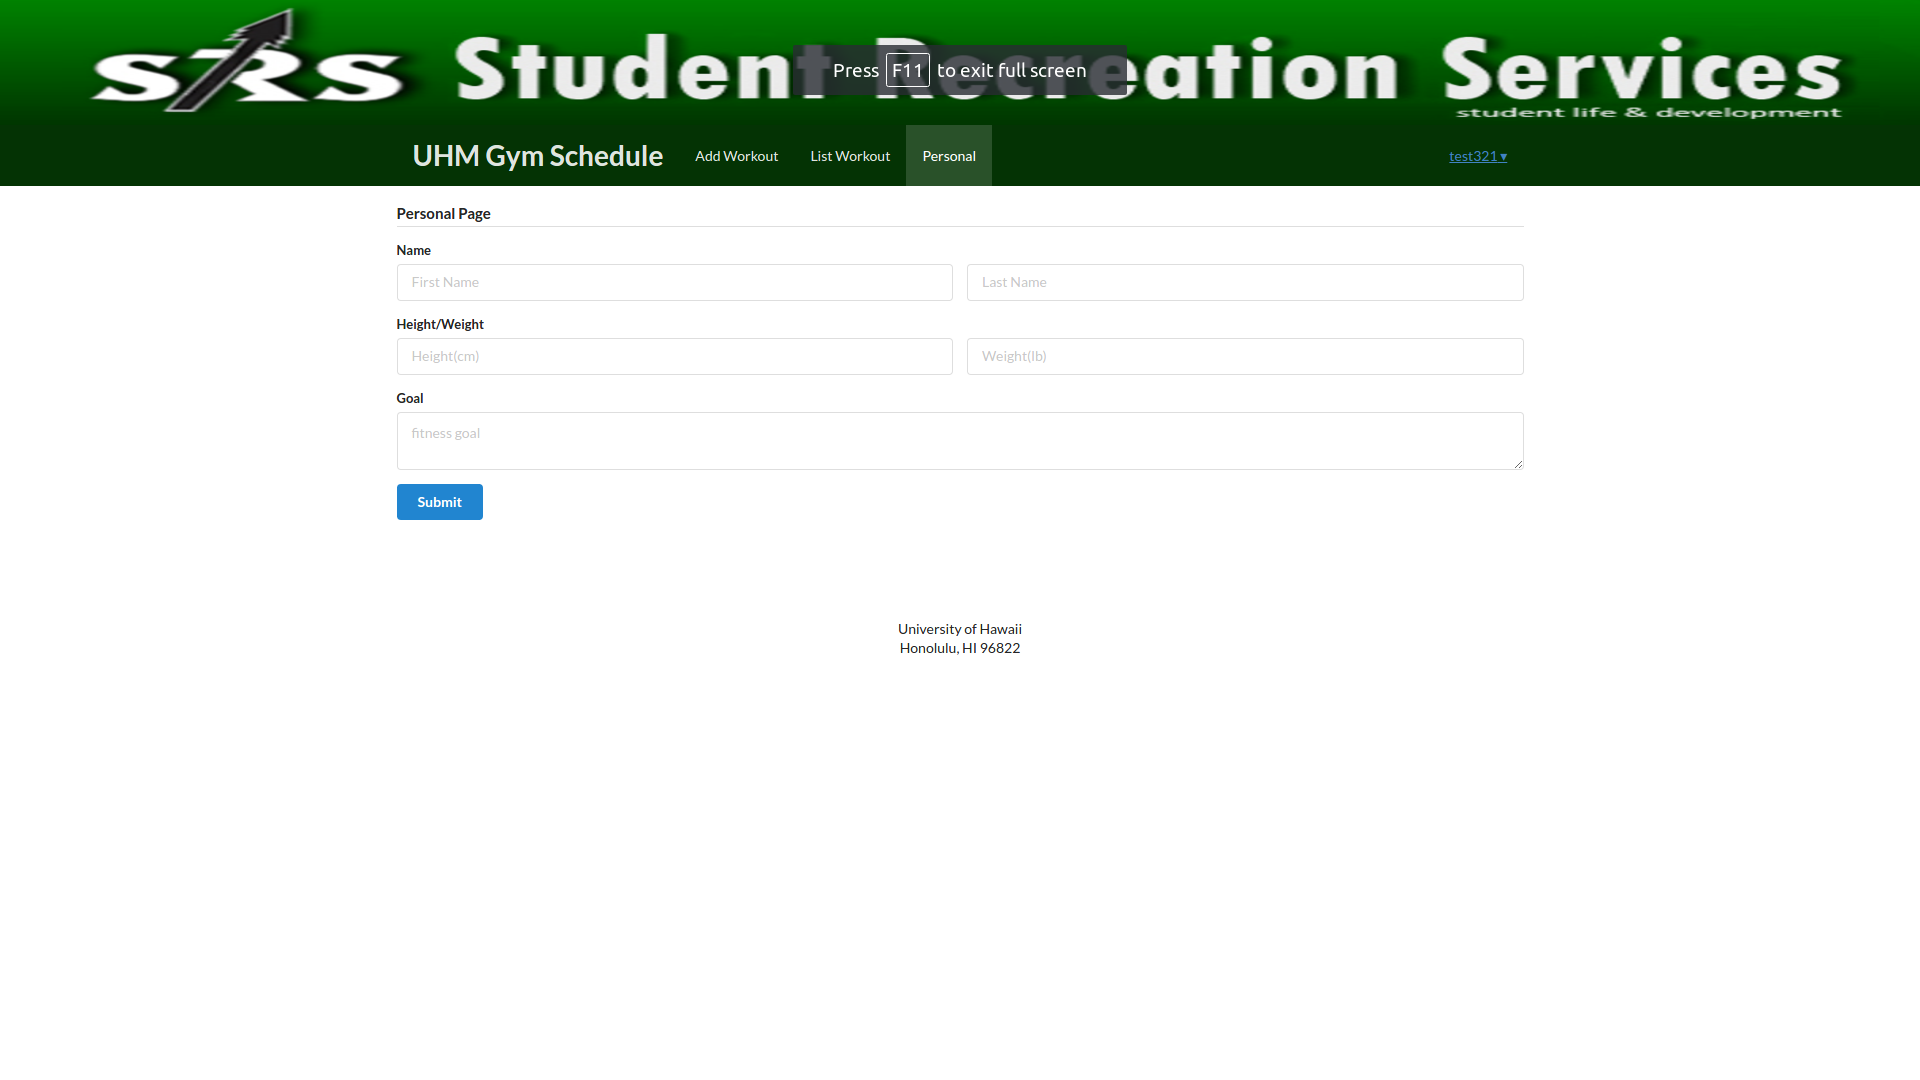 SRS Student Recreation Services
student life & development
Press F11 to exit full screen
UHM Gym Schedule Add Workout List Workout Personal test321 ▾
Personal Page
Name
First Name Last Name
Height/Weight
Height(cm) Weight(lb)
Goal
fitness goal
Submit
University of Hawaii
Honolulu, HI 96822